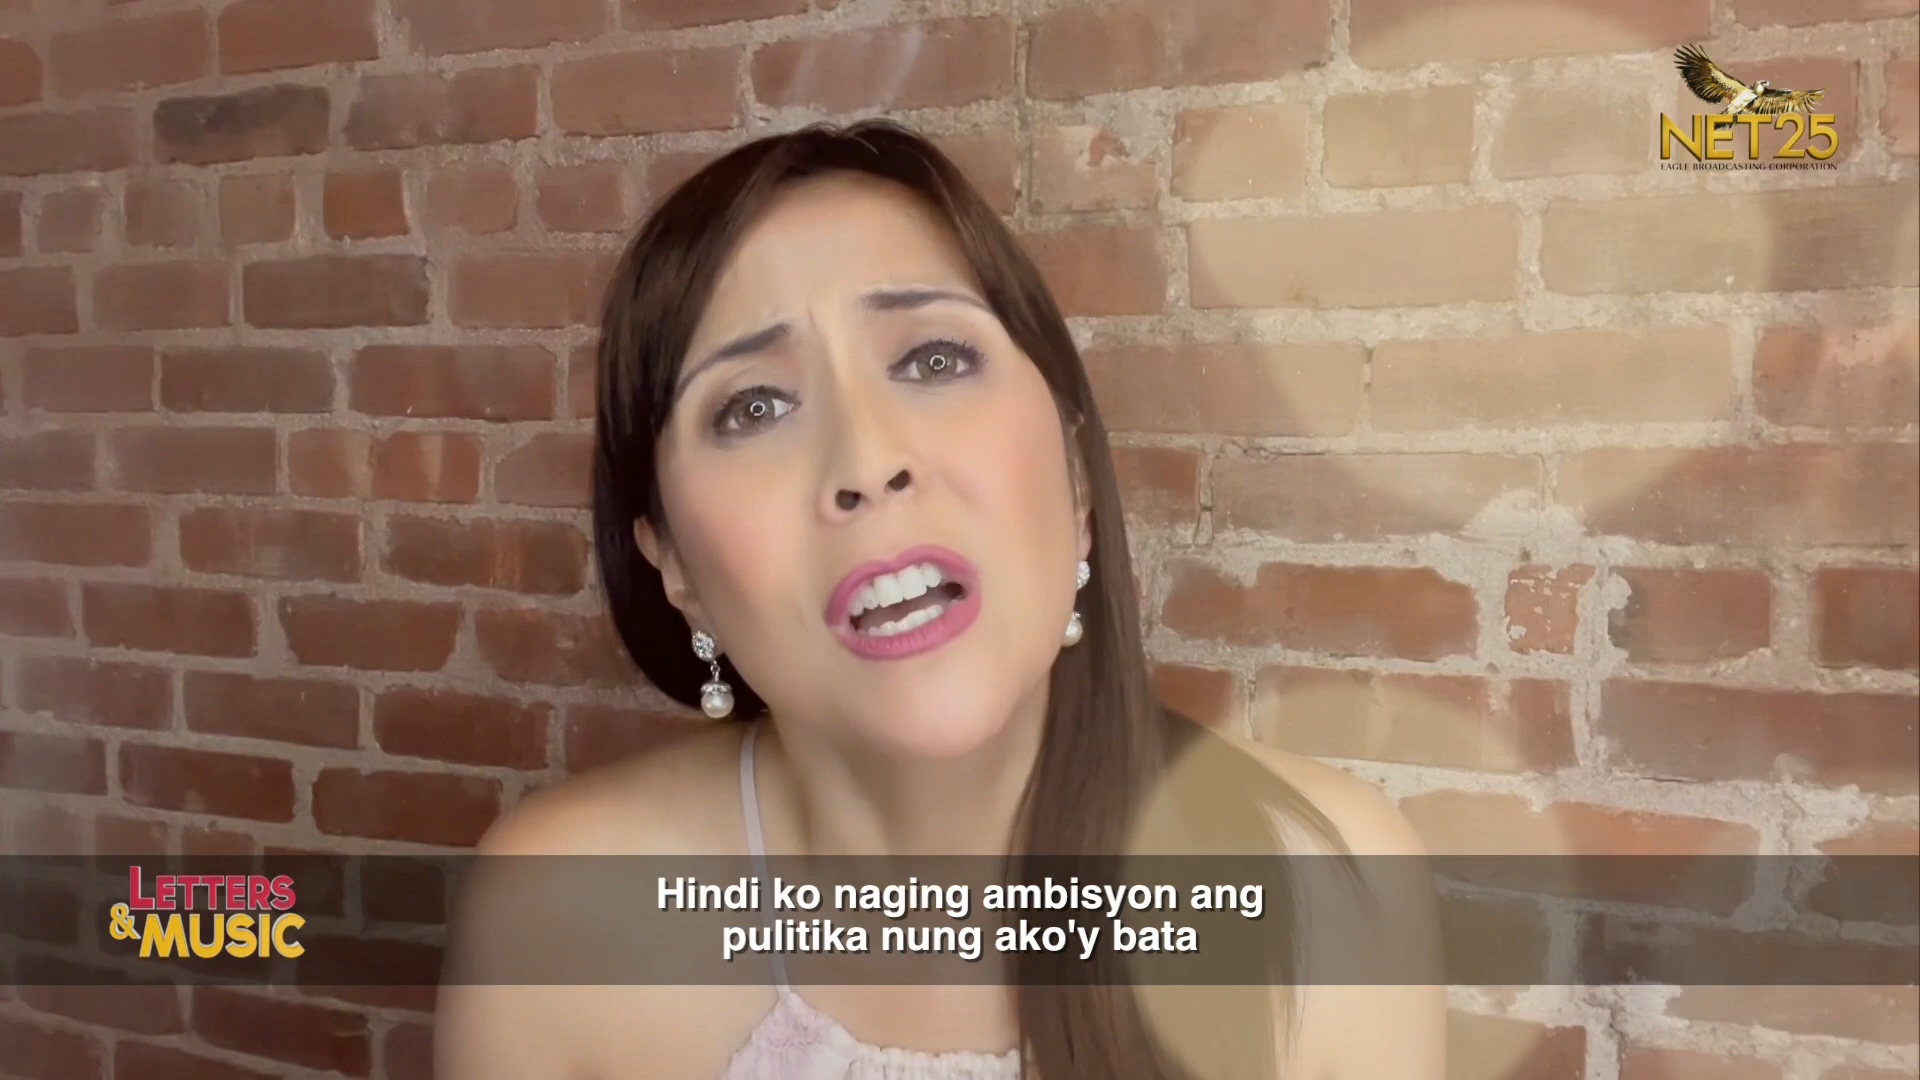 NET25
EAGLE BROADCASTING CORPORATION
LETTERS
& MUSIC
Hindi ko naging ambisyon ang
pulitika nung ako'y bata